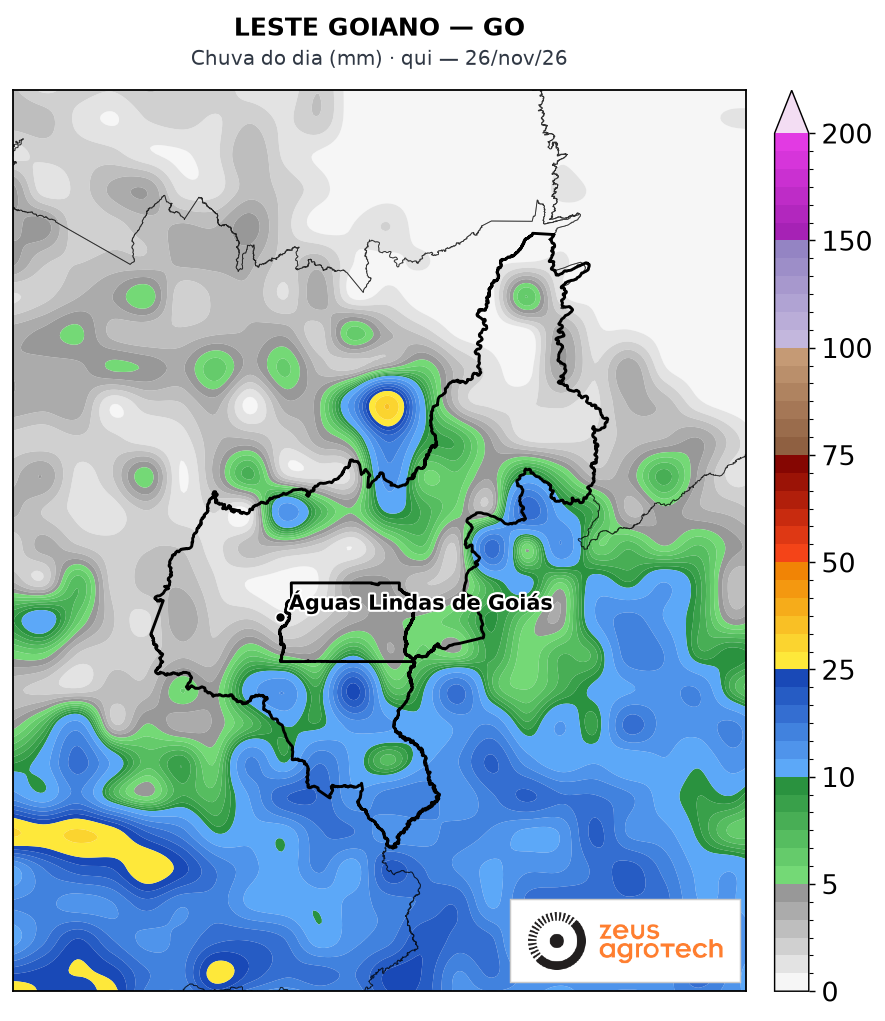 LESTE GOIANO — GO
Chuva do dia (mm) · qui — 26/nov/26
200
150
100
75
50
25
10
5
0
Águas Lindas de Goiás
zeus
agrotech